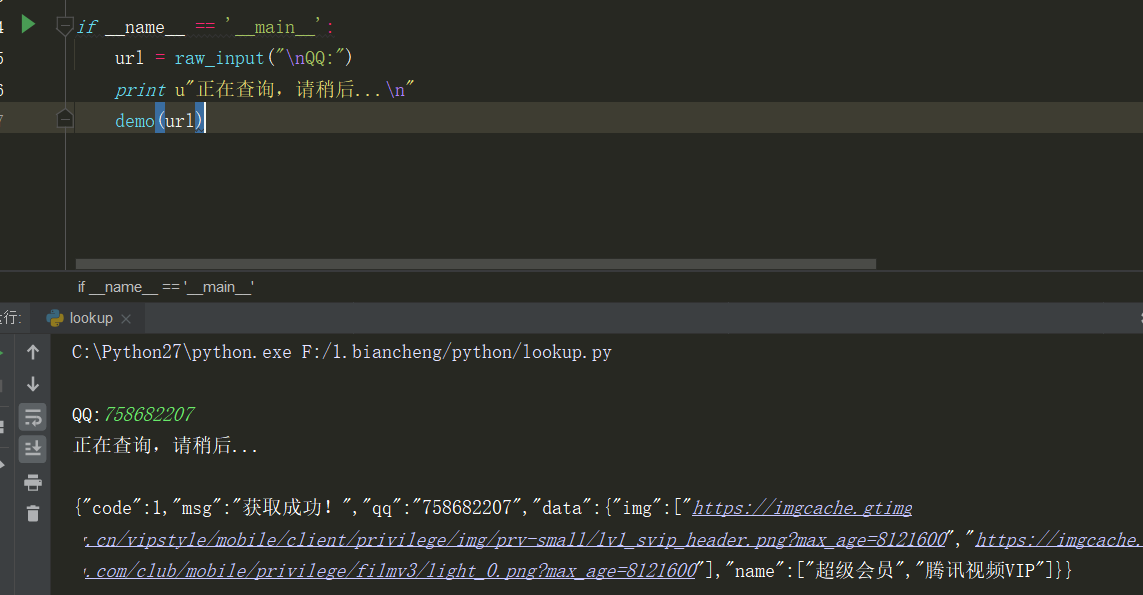 4 if __name__ == '__main__':
5 url = raw_input("\nQQ:")
6 print u"正在查询，请稍后...\n"
7 demo(url)
if __name__ == '__main__'
运行: lookup
C:\Python27\python.exe F:/1.biancheng/python/lookup.py
QQ:758682207
正在查询，请稍后...
{"code":1,"msg":"获取成功！","qq":"758682207","data":{"img":["https://imgcache.gtimg
.cn/vipstyle/mobile/client/privilege/img/prv-small/lv1_svip_header.png?max_age=8121600","https://imgcache.
.com/club/mobile/privilege/filmv3/light_0.png?max_age=8121600"],"name":["超级会员","腾讯视频VIP"]}}